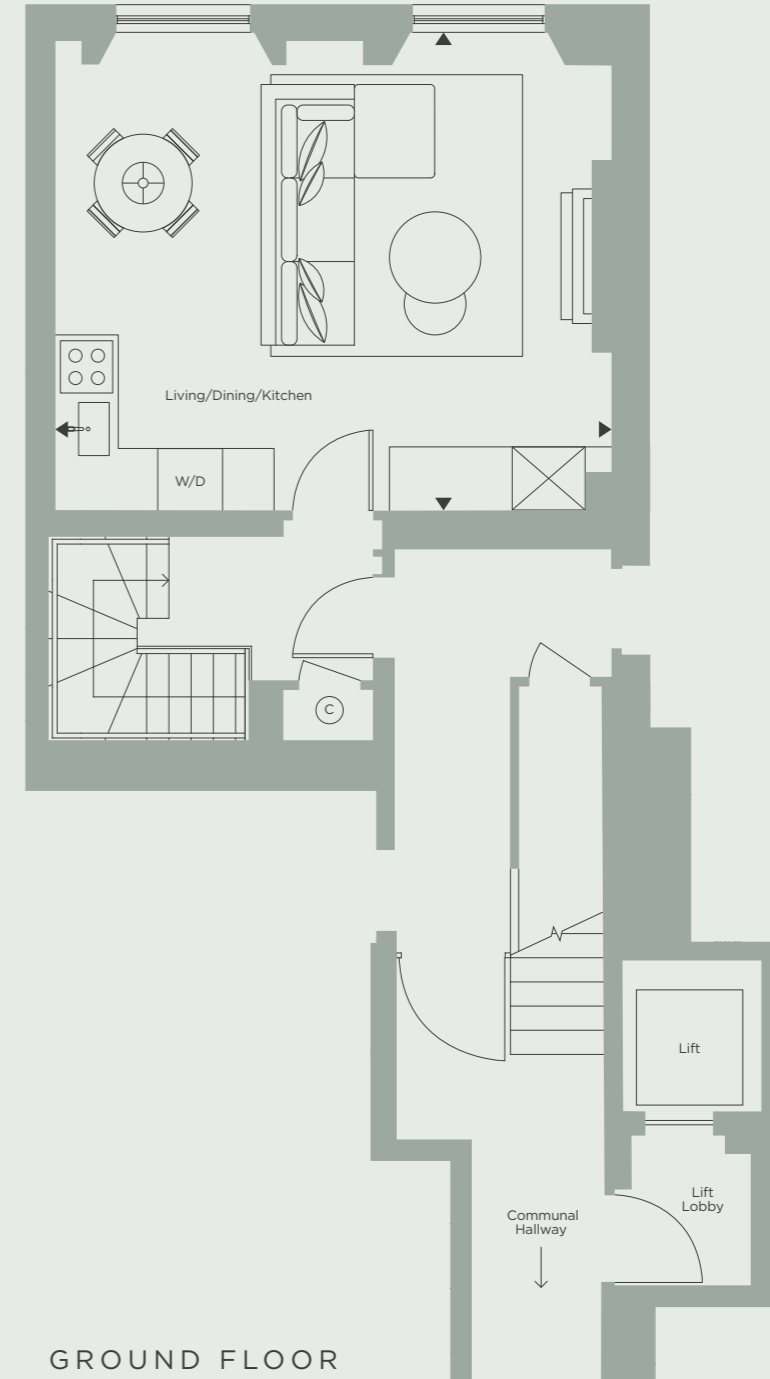 Living/Dining/Kitchen
W/D
C
Lift
Lift
Lobby
Communal
Hallway
GROUND FLOOR